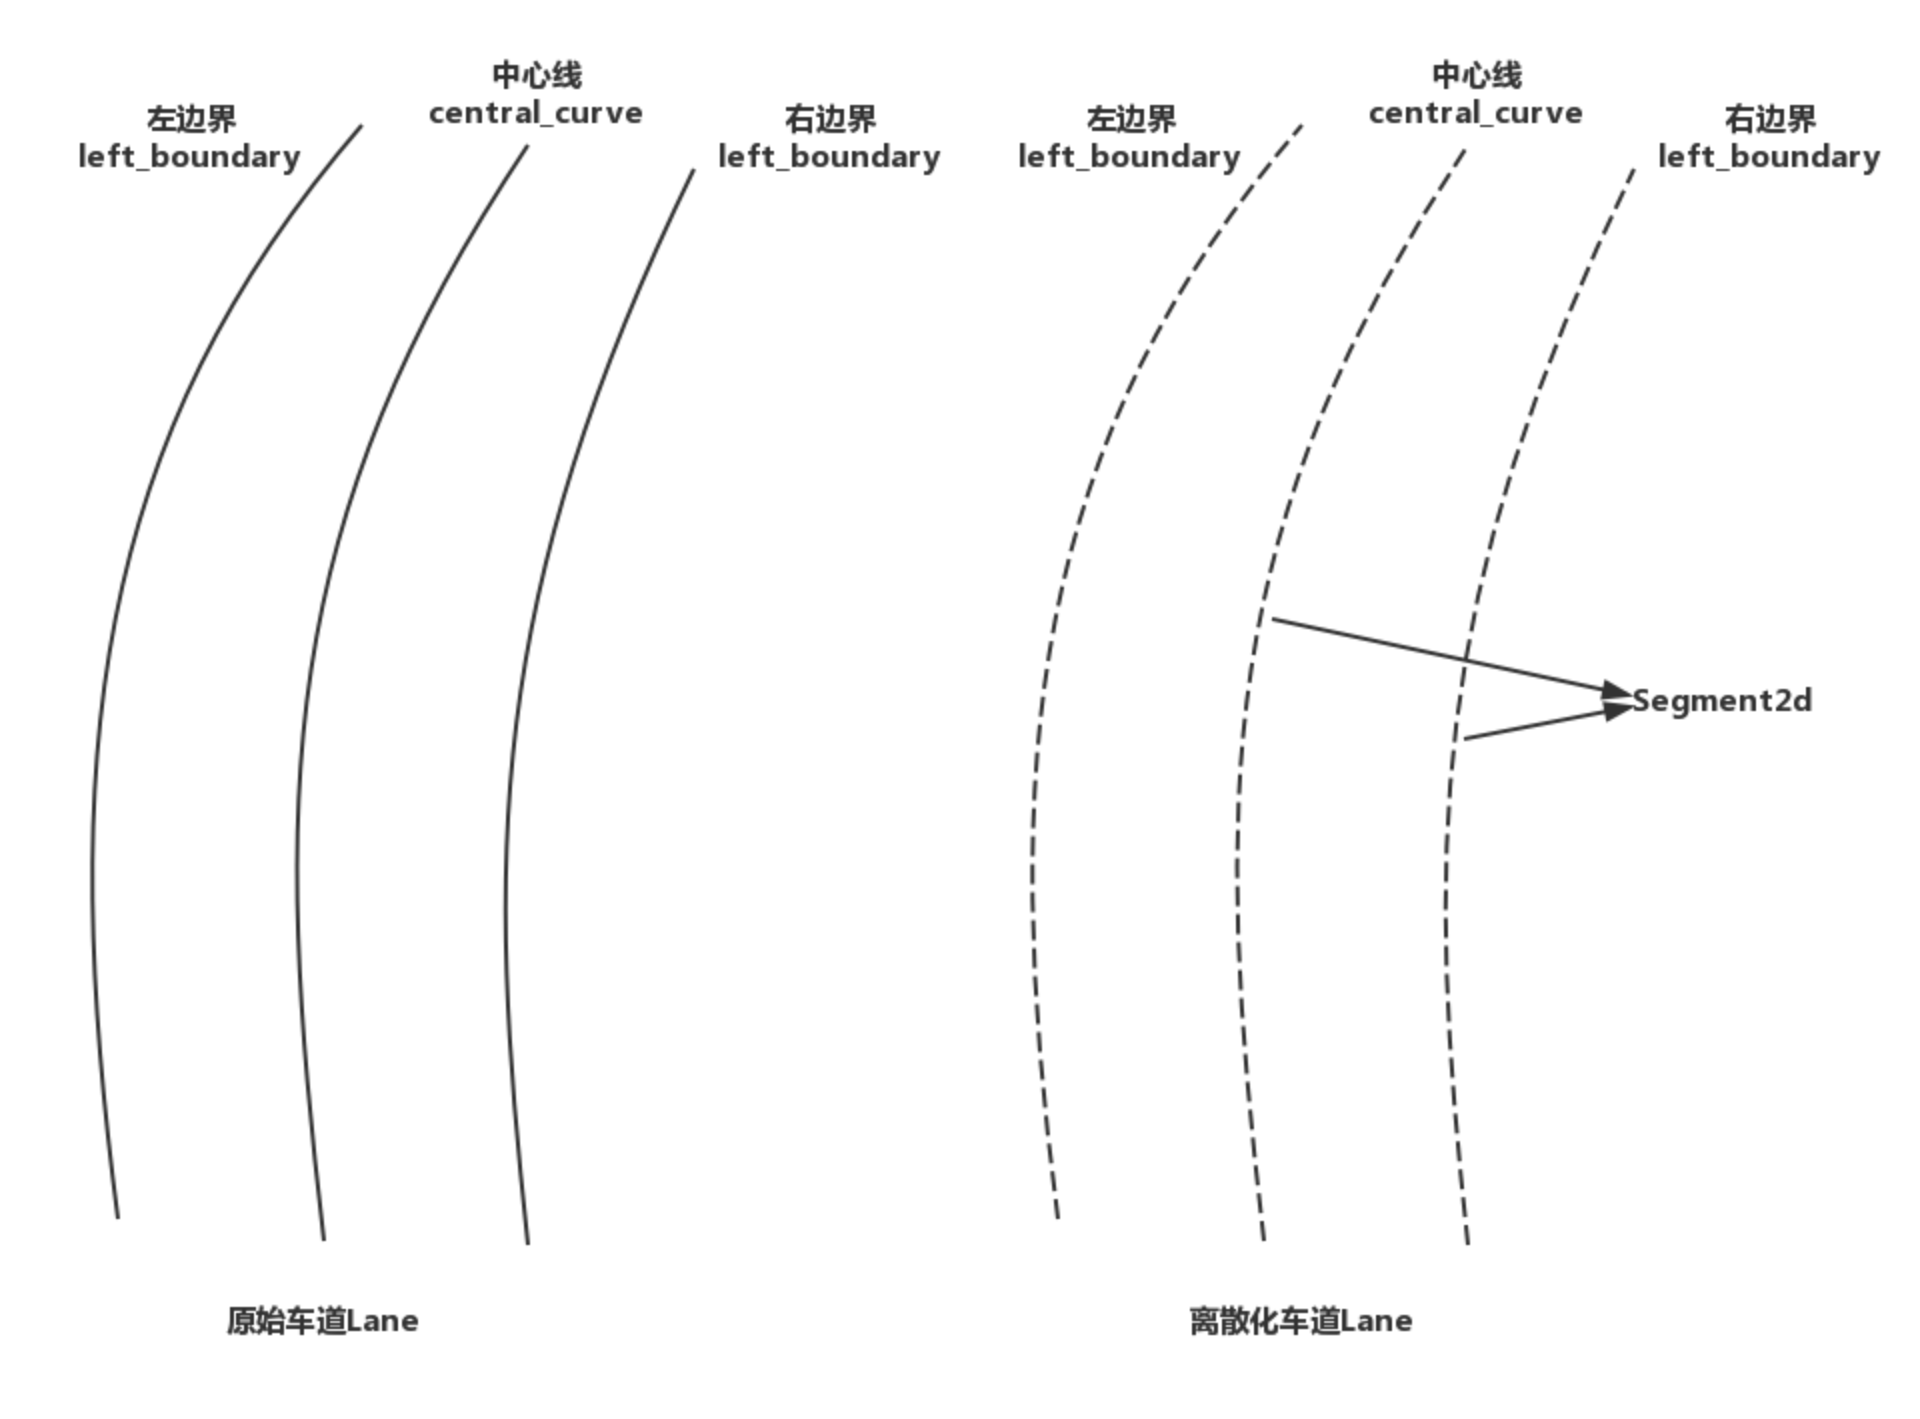 左边界
left_boundary
中心线
central_curve
右边界
left_boundary
左边界
left_boundary
中心线
central_curve
右边界
left_boundary
Segment2d
原始车道Lane
离散化车道Lane